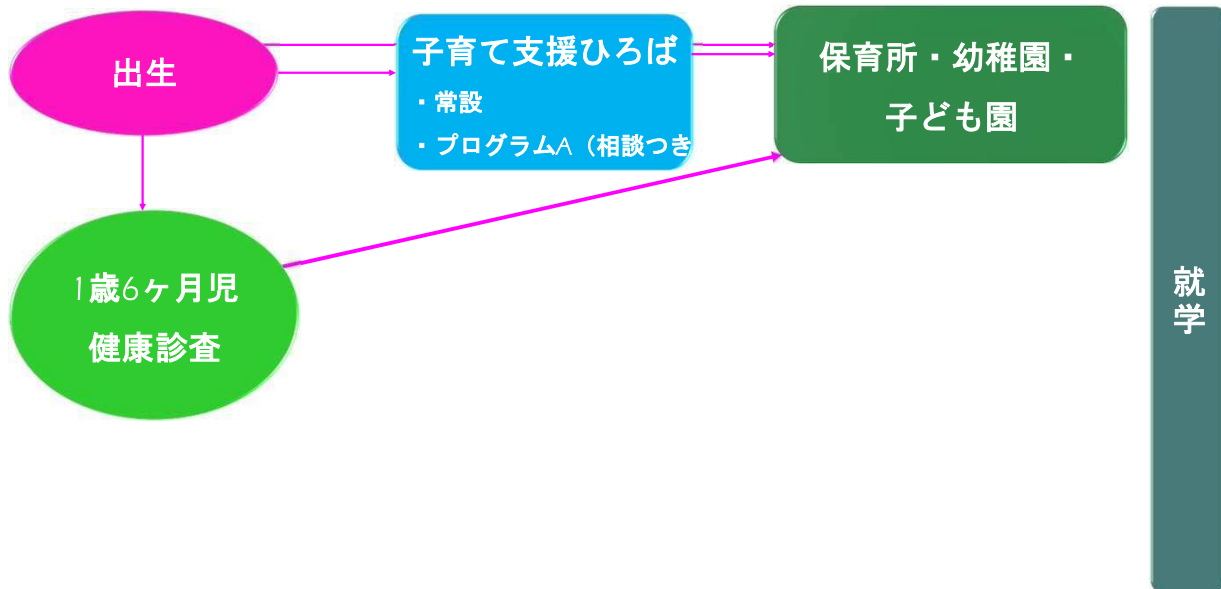 出生
子育て支援ひろば
・常設
・プログラムA（相談つき
保育所・幼稚園・
子ども園
1歳6ヶ月児
健康診査
就学